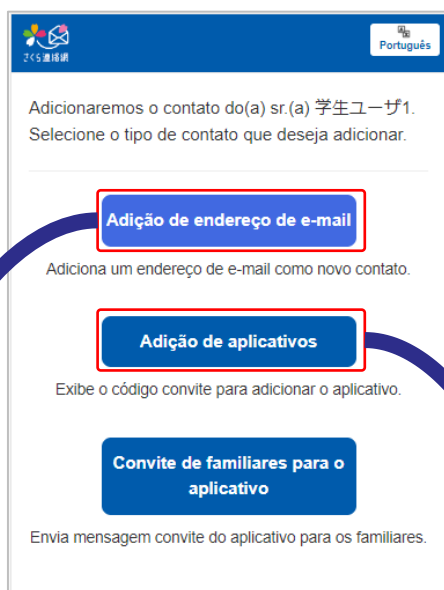 さくら連絡網
Português
Adicionaremos o contato do(a) sr.(a) 学生ユーザ1.
Selecione o tipo de contato que deseja adicionar.
Adição de endereço de e-mail
Adiciona um endereço de e-mail como novo contato.
Adição de aplicativos
Exibe o código convite para adicionar o aplicativo.
Convite de familiares para o
aplicativo
Envia mensagem convite do aplicativo para os familiares.